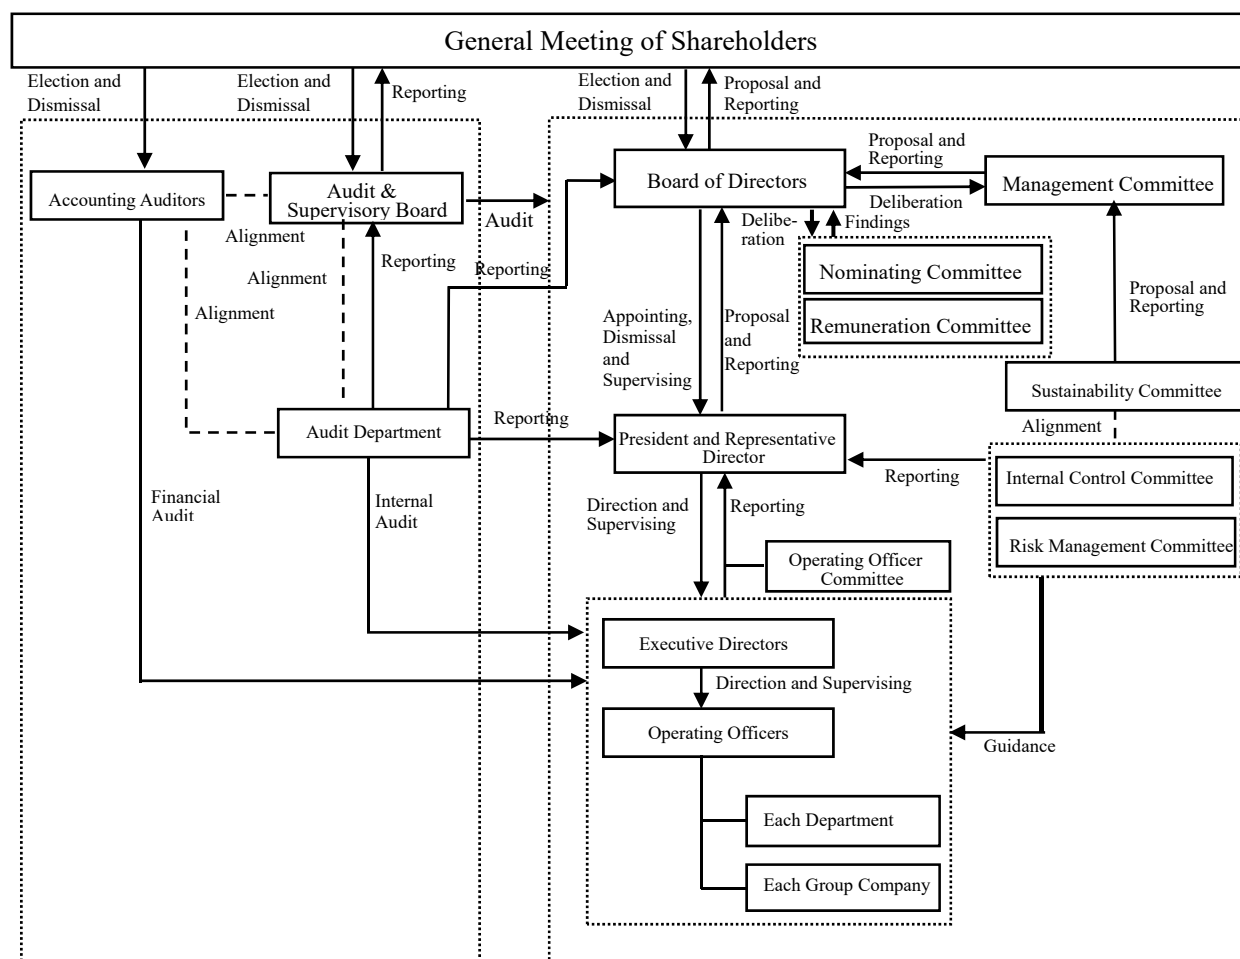 General Meeting of Shareholders
Election and
Dismissal
Election and
Dismissal
Reporting
Election and
Dismissal
Proposal and
Reporting
Accounting Auditors
Audit &
Supervisory Board
Audit
Alignment
Alignment
Alignment
Reporting
Reporting
Board of Directors
Proposal and
Reporting
Deliberation
Management Committee
Delibe-
ration
Findings
Nominating Committee
Remuneration Committee
Proposal and
Reporting
Appointing,
Dismissal
and
Supervising
Proposal
and
Reporting
Sustainability Committee
Alignment
Audit Department
Reporting
President and Representative
Director
Reporting
Internal Control Committee
Risk Management Committee
Financial
Audit
Internal
Audit
Direction and
Supervising
Reporting
Operating Officer
Committee
Executive Directors
Direction and Supervising
Operating Officers
Guidance
Each Department
Each Group Company